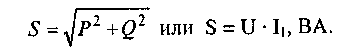 S = √P² + Q² или S = U · I₁, ВА.